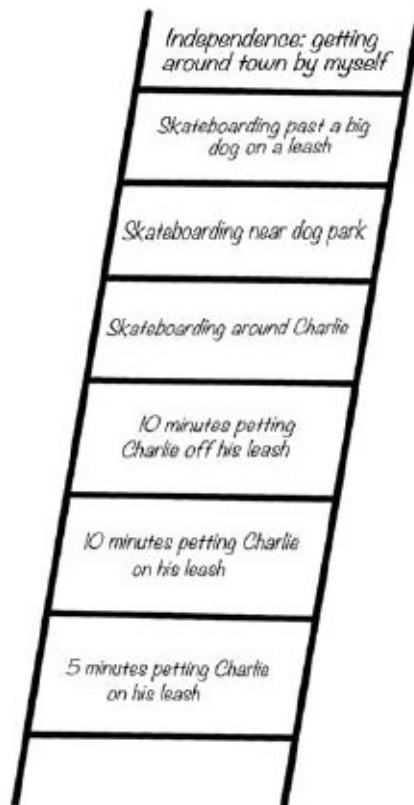 Independence: getting
around town by myself
Skateboarding past a big
dog on a leash
Skateboarding near dog park
Skateboarding around Charlie
10 minutes petting
Charlie off his leash
10 minutes petting Charlie
on his leash
5 minutes petting Charlie
on his leash